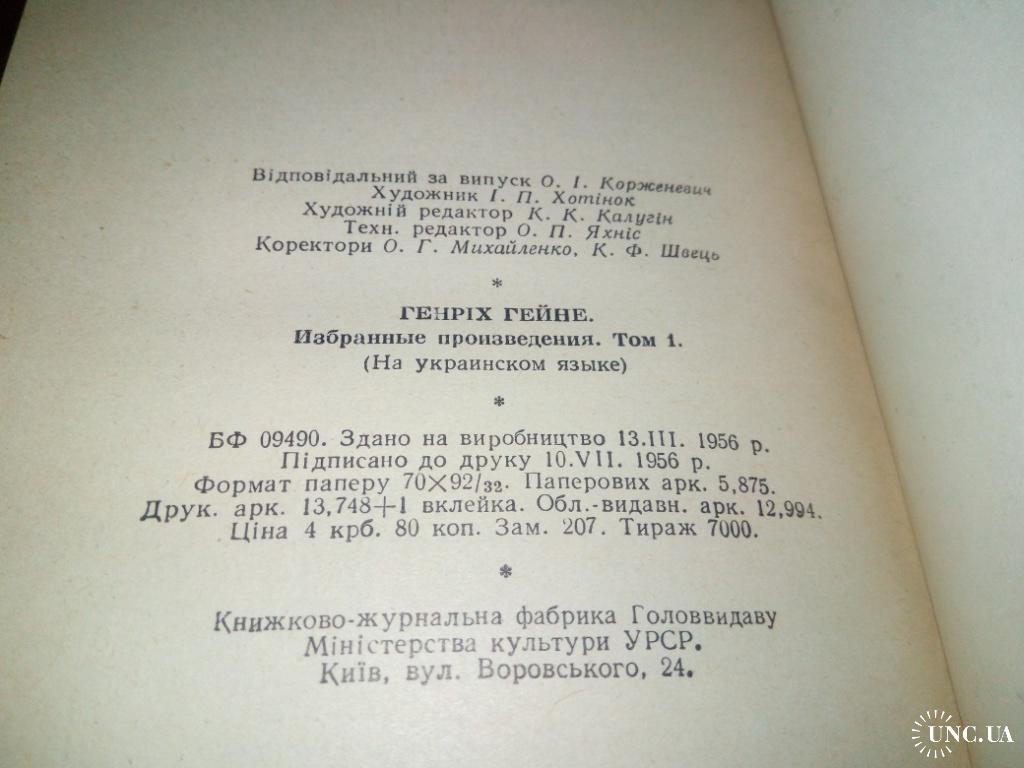 Відповідальний за випуск О. І. Корженевич
Художник І. П. Хотінок
Художній редактор К. К. Калугін
Техн. редактор О. П. Яхніс
Коректори О. Г. Михайленко, К. Ф. Швець
*
ГЕНРІХ ГЕЙНЕ.
Избранные произведения. Том 1.
(На украинском языке)
*
БФ 09490. Здано на виробництво 13.III. 1956 р.
Підписано до друку 10.VII. 1956 р.
Формат паперу 70×92/32. Паперових арк. 5,875.
Друк. арк. 13,748+1 вклейка. Обл.-видавн. арк. 12,994.
Ціна 4 крб. 80 коп. Зам. 207. Тираж 7000.
*
Книжково-журнальна фабрика Головвидаву
Міністерства культури УРСР.
Київ, вул. Воровського, 24.
UNC.UA